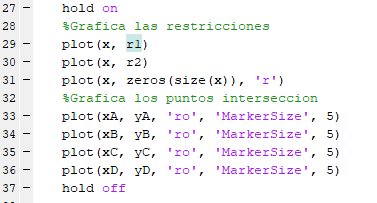 27 – hold on
28 %Grafica las restricciones
29 – plot(x, r1)
30 – plot(x, r2)
31 – plot(x, zeros(size(x)), 'r')
32 %Grafica los puntos interseccion
33 – plot(xA, yA, 'ro', 'MarkerSize', 5)
34 – plot(xB, yB, 'ro', 'MarkerSize', 5)
35 – plot(xC, yC, 'ro', 'MarkerSize', 5)
36 – plot(xD, yD, 'ro', 'MarkerSize', 5)
37 – hold off